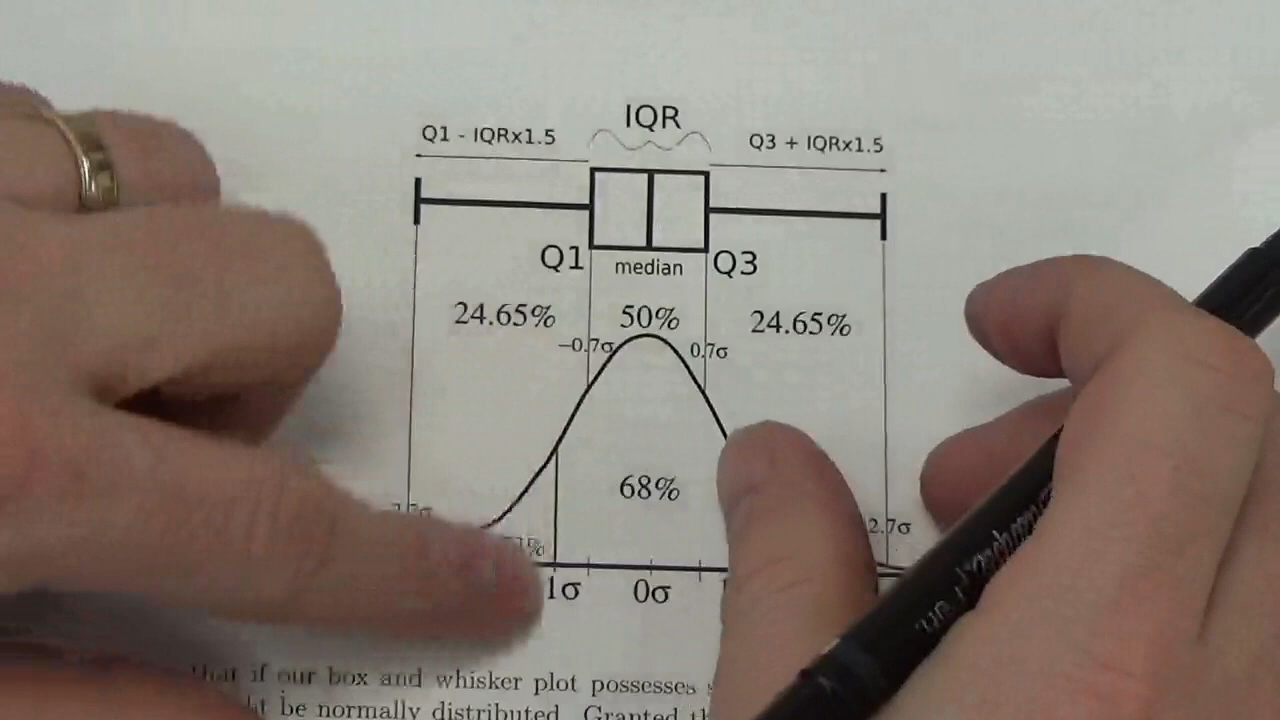 IQR
Q1 - IQRx1.5
Q3 + IQRx1.5
Q1
median
Q3
24.65%
50%
24.65%
−0.7σ
0.7σ
68%
2.7σ
1σ
0σ
that if our box and whisker plot possesses
be normally distributed. Granted